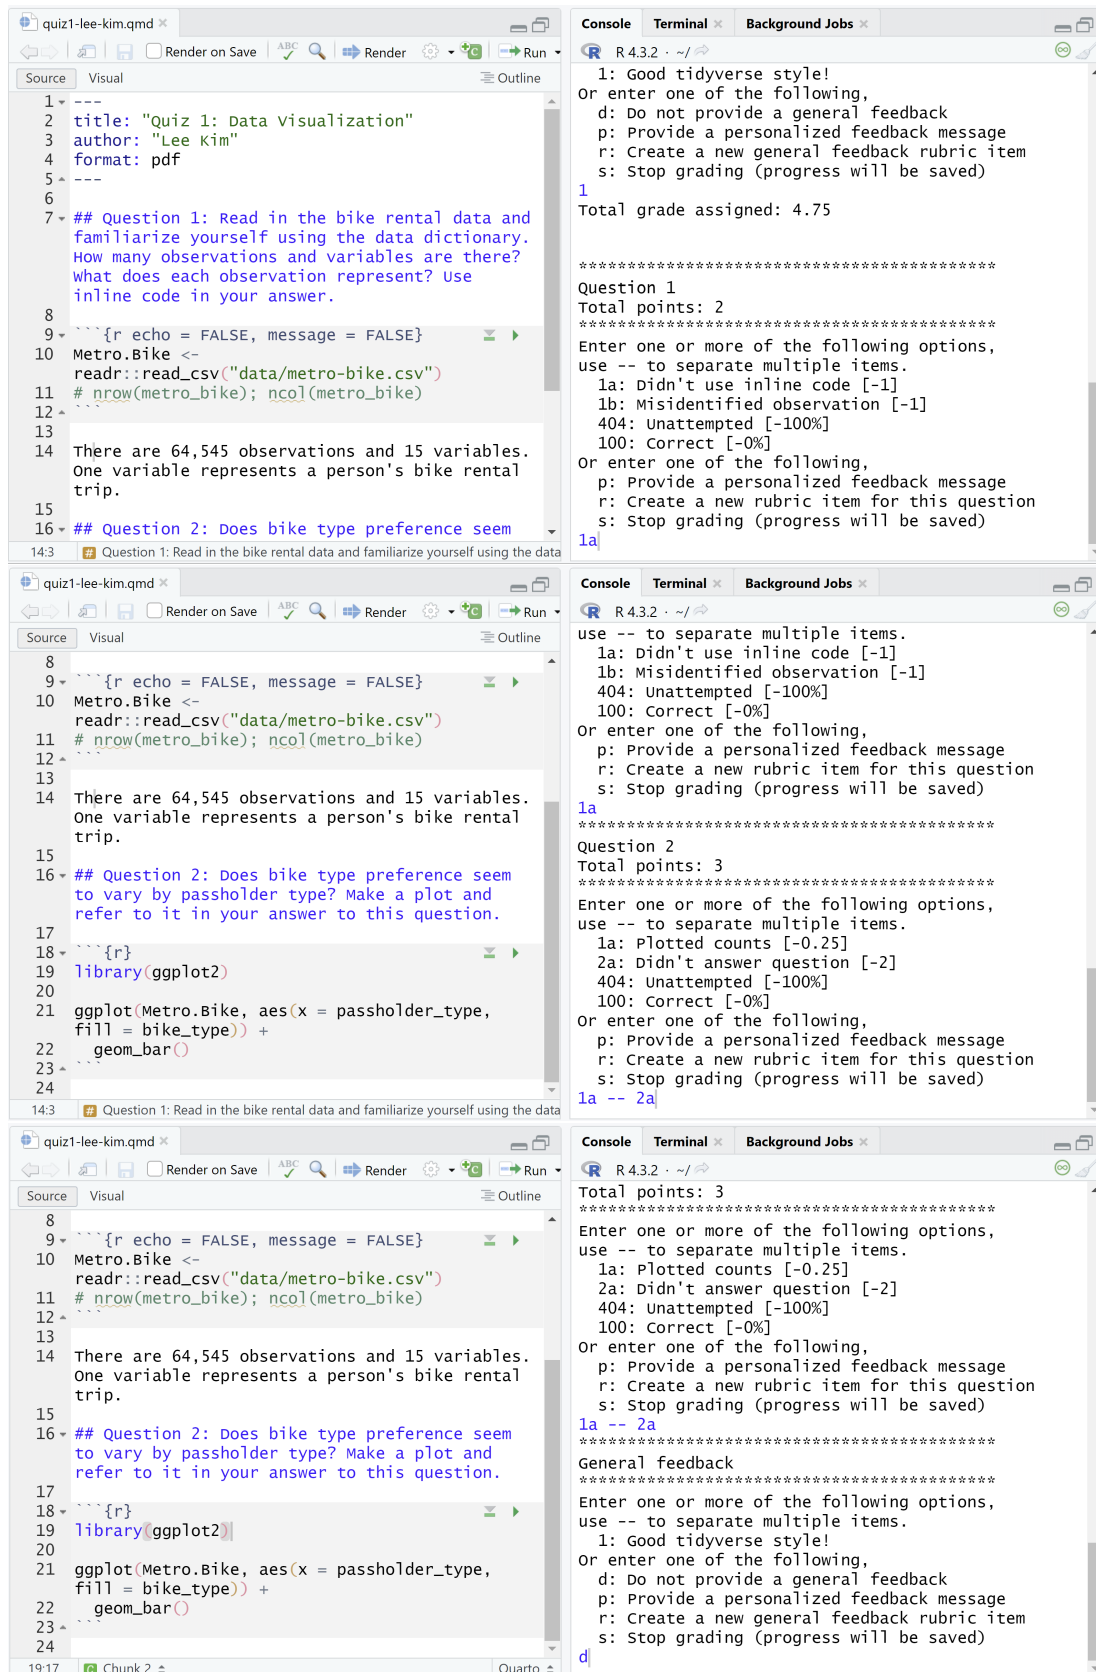 quiz1-lee-kim.qmd
Render on Save ABC Render Run
Source Visual Outline
1 ---
2 title: "Quiz 1: Data Visualization"
3 author: "Lee Kim"
4 format: pdf
5 ---
6
7 ## Question 1: Read in the bike rental data and
familiarize yourself using the data dictionary.
How many observations and variables are there?
What does each observation represent? Use
inline code in your answer.
8
9 ```{r echo = FALSE, message = FALSE}
10 Metro.Bike <-
readr::read_csv("data/metro-bike.csv")
11 # nrow(metro_bike); ncol(metro_bike)
12 ```
13
14 There are 64,545 observations and 15 variables.
One variable represents a person's bike rental
trip.
15
16 ## Question 2: Does bike type preference seem
14:3 # Question 1: Read in the bike rental data and familiarize yourself using the data
Console Terminal Background Jobs
R R 4.3.2 · ~/
1: Good tidyverse style!
Or enter one of the following,
d: Do not provide a general feedback
p: Provide a personalized feedback message
r: Create a new general feedback rubric item
s: Stop grading (progress will be saved)
1
Total grade assigned: 4.75
*******************************************
Question 1
Total points: 2
*******************************************
Enter one or more of the following options,
use -- to separate multiple items.
1a: Didn't use inline code [-1]
1b: Misidentified observation [-1]
404: Unattempted [-100%]
100: Correct [-0%]
Or enter one of the following,
p: Provide a personalized feedback message
r: Create a new rubric item for this question
s: Stop grading (progress will be saved)
1a
quiz1-lee-kim.qmd
Render on Save ABC Render Run
Source Visual Outline
8
9 ```{r echo = FALSE, message = FALSE}
10 Metro.Bike <-
readr::read_csv("data/metro-bike.csv")
11 # nrow(metro_bike); ncol(metro_bike)
12 ```
13
14 There are 64,545 observations and 15 variables.
One variable represents a person's bike rental
trip.
15
16 ## Question 2: Does bike type preference seem
to vary by passholder type? Make a plot and
refer to it in your answer to this question.
17
18 ```{r}
19 library(ggplot2)
20
21 ggplot(Metro.Bike, aes(x = passholder_type,
fill = bike_type)) +
22 geom_bar()
23 ```
24
14:3 # Question 1: Read in the bike rental data and familiarize yourself using the data
Console Terminal Background Jobs
R R 4.3.2 · ~/
use -- to separate multiple items.
1a: Didn't use inline code [-1]
1b: Misidentified observation [-1]
404: Unattempted [-100%]
100: Correct [-0%]
Or enter one of the following,
p: Provide a personalized feedback message
r: Create a new rubric item for this question
s: Stop grading (progress will be saved)
1a
*******************************************
Question 2
Total points: 3
*******************************************
Enter one or more of the following options,
use -- to separate multiple items.
1a: Plotted counts [-0.25]
2a: Didn't answer question [-2]
404: Unattempted [-100%]
100: Correct [-0%]
Or enter one of the following,
p: Provide a personalized feedback message
r: Create a new rubric item for this question
s: Stop grading (progress will be saved)
1a -- 2a
quiz1-lee-kim.qmd
Render on Save ABC Render Run
Source Visual Outline
8
9 ```{r echo = FALSE, message = FALSE}
10 Metro.Bike <-
readr::read_csv("data/metro-bike.csv")
11 # nrow(metro_bike); ncol(metro_bike)
12 ```
13
14 There are 64,545 observations and 15 variables.
One variable represents a person's bike rental
trip.
15
16 ## Question 2: Does bike type preference seem
to vary by passholder type? Make a plot and
refer to it in your answer to this question.
17
18 ```{r}
19 library(ggplot2)
20
21 ggplot(Metro.Bike, aes(x = passholder_type,
fill = bike_type)) +
22 geom_bar()
23 ```
24
19:17 C Chunk 2 Quarto
Console Terminal Background Jobs
R R 4.3.2 · ~/
Total points: 3
*******************************************
Enter one or more of the following options,
use -- to separate multiple items.
1a: Plotted counts [-0.25]
2a: Didn't answer question [-2]
404: Unattempted [-100%]
100: Correct [-0%]
Or enter one of the following,
p: Provide a personalized feedback message
r: Create a new rubric item for this question
s: Stop grading (progress will be saved)
1a -- 2a
*******************************************
General feedback
*******************************************
Enter one or more of the following options,
use -- to separate multiple items.
1: Good tidyverse style!
Or enter one of the following,
d: Do not provide a general feedback
p: Provide a personalized feedback message
r: Create a new general feedback rubric item
s: Stop grading (progress will be saved)
d